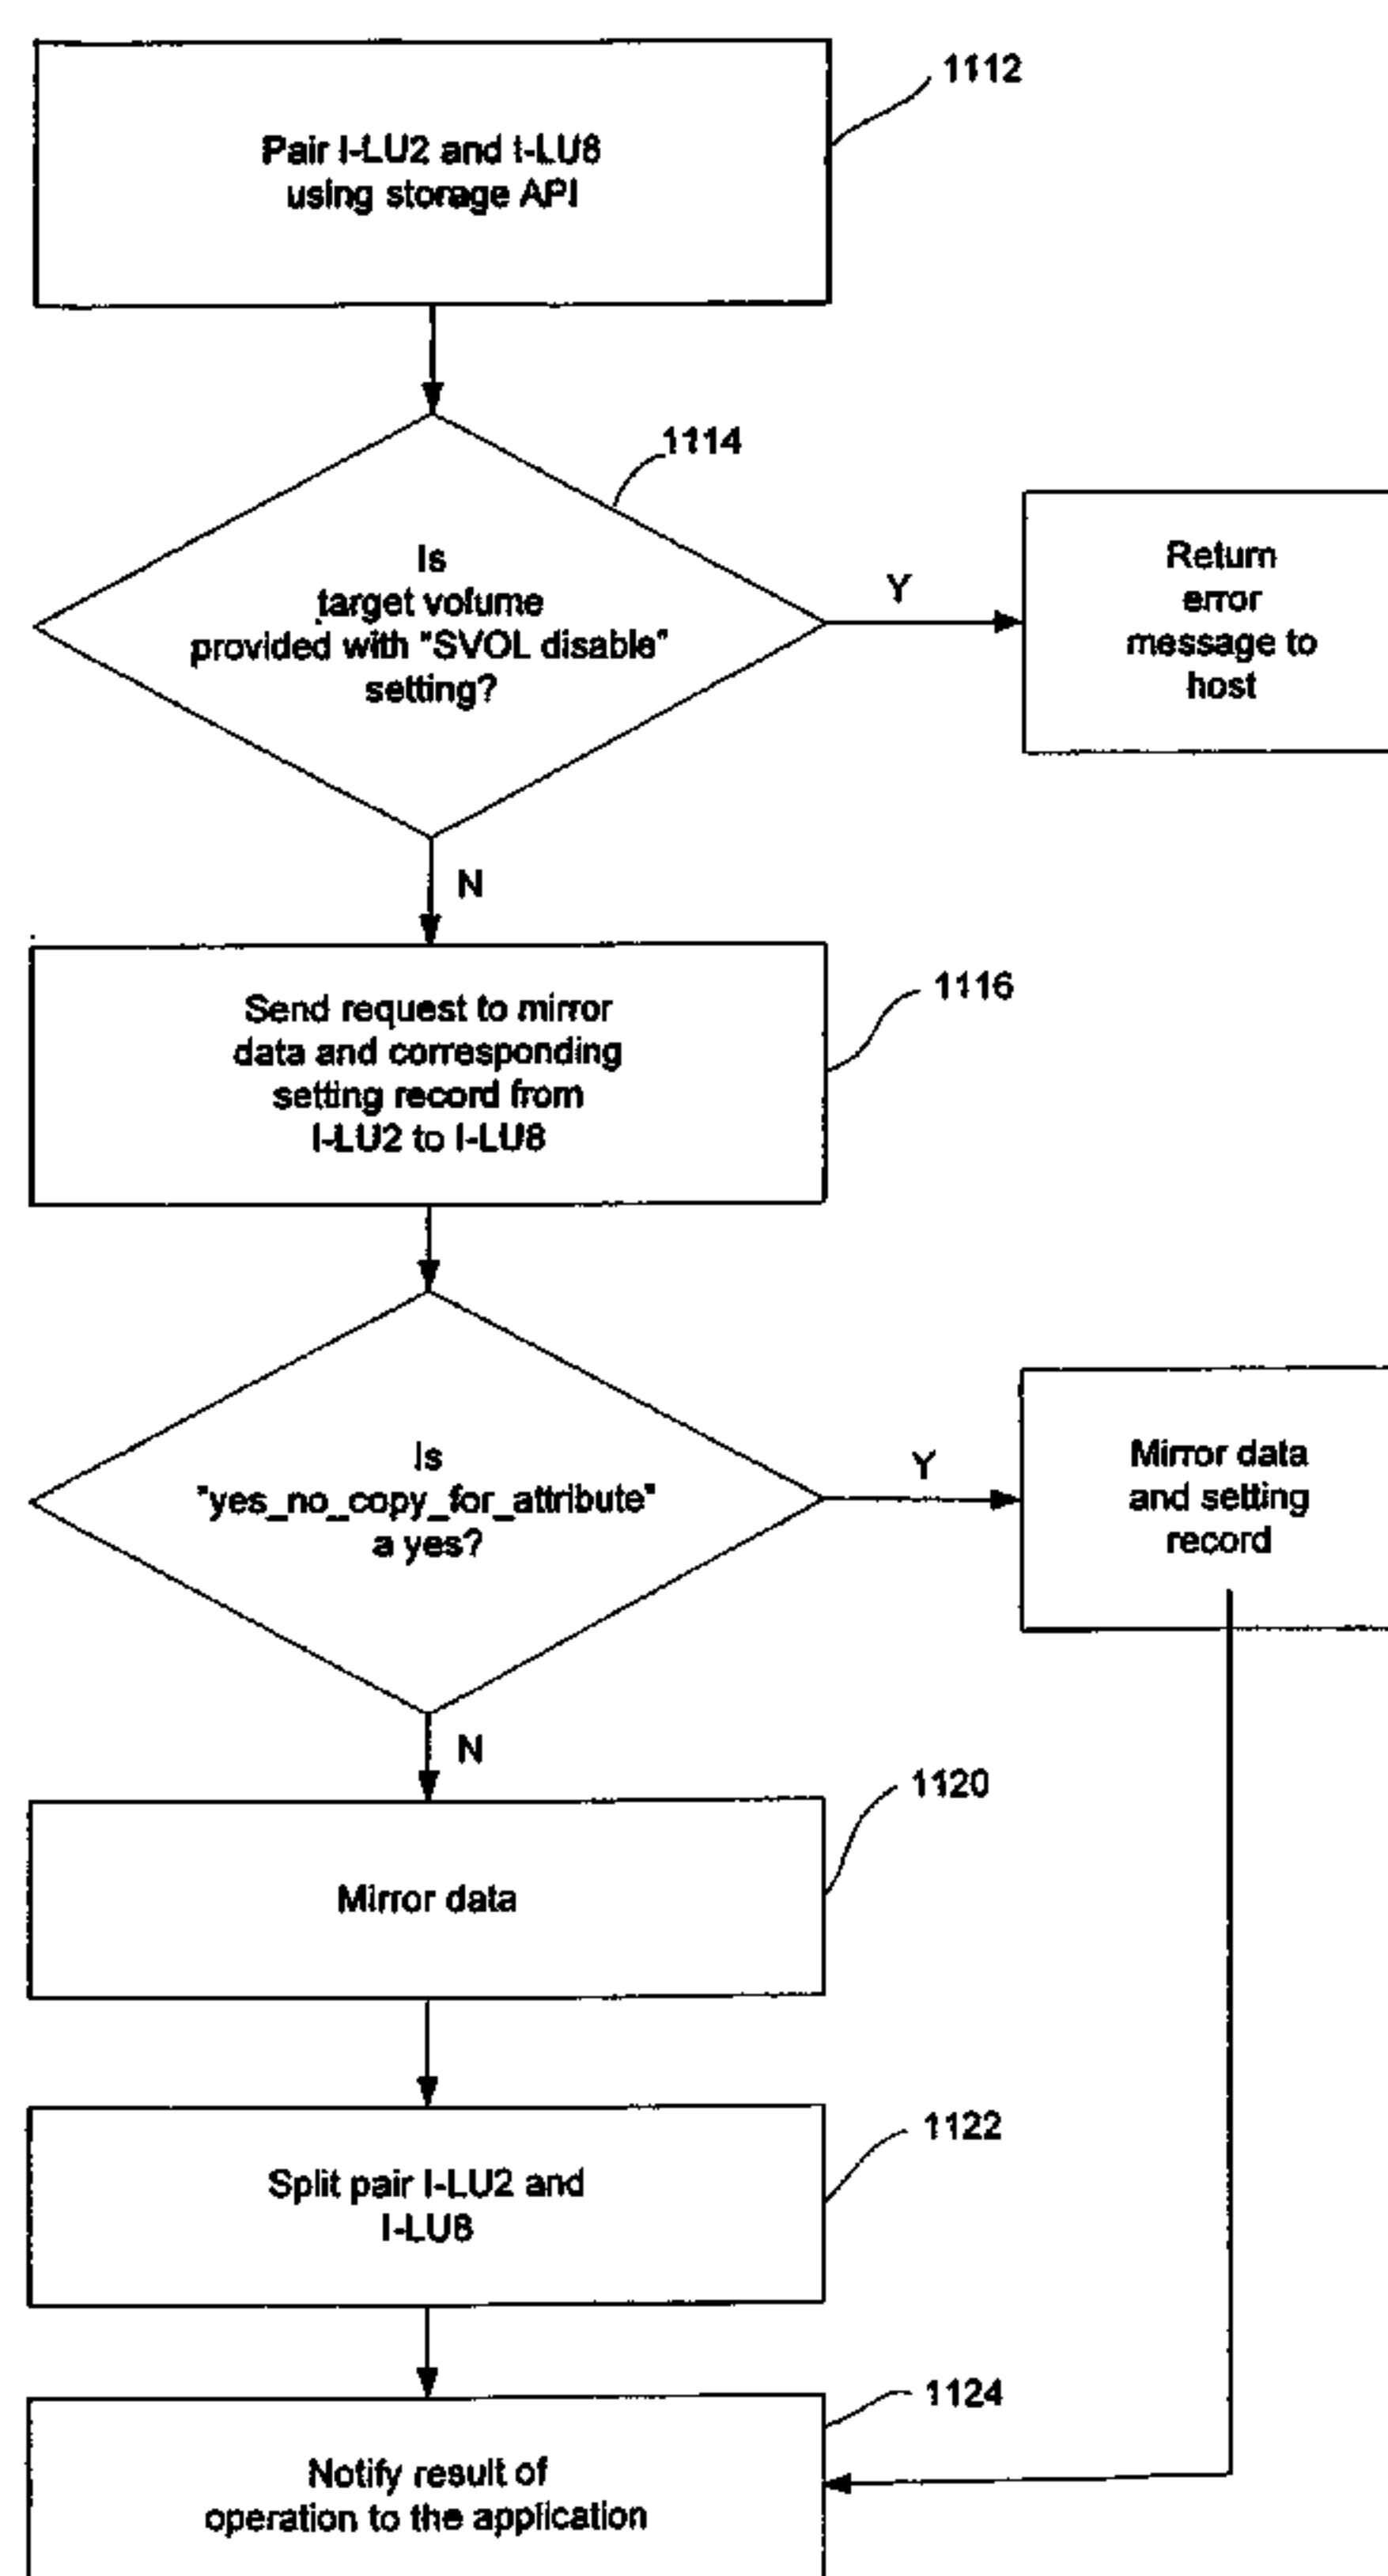 1112
Pair I-LU2 and I-LU8
using storage API
1114
Is
target volume
provided with "SVOL disable"
setting?
Y
Return
error
message to
host
N
1116
Send request to mirror
data and corresponding
setting record from
I-LU2 to I-LU8
Is
"yes_no_copy_for_attribute"
a yes?
Y
Mirror data
and setting
record
N
1120
Mirror data
1122
Split pair I-LU2 and
I-LU8
1124
Notify result of
operation to the application